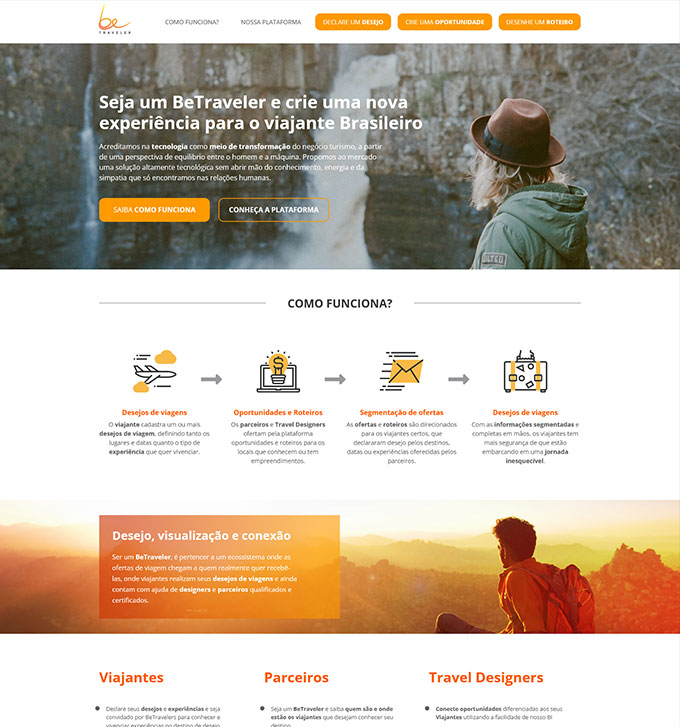 be
TRAVELER
COMO FUNCIONA?
NOSSA PLATAFORMA
DECLARE UM DESEJO
CRIE UMA OPORTUNIDADE
DESENHE UM ROTEIRO
Seja um BeTraveler e crie uma nova
experiência para o viajante Brasileiro
Acreditamos na tecnologia como meio de transformação do negócio turismo, a partir
de uma perspectiva de equilibrio entre o homem e a máquina. Propomos ao mercado
uma solução altamente tecnológica sem abrir mão do conhecimento, energia e da
simpatia que só encontramos nas relações humanas.
SAIBA COMO FUNCIONA
CONHEÇA A PLATAFORMA
COMO FUNCIONA?
Desejos de viagens
O viajante cadastra um ou mais
desejos de viagem, definindo tanto os
lugares e datas quanto o tipo de
experiência que quer vivenciar.
Oportunidades e Roteiros
Os parceiros e Travel Designers
ofertam pela plataforma
oportunidades e roteiros para os
locais que conhecem ou tem
empreendimentos.
Segmentação de ofertas
As ofertas e roteiros são direcionados
para os viajantes certos, que
declararam desejo pelos destinos,
datas ou experiências oferecidas pelos
parceiros.
Desejos de viagens
Com as informações segmentadas e
completas em mãos, os viajantes tem
mais segurança de que estão
embarcando em uma jornada
inesquecível.
Desejo, visualização e conexão
Ser um BeTraveler, é pertencer a um ecossistema onde as
ofertas de viagem chegam a quem realmente quer recebê-
las, onde viajantes realizam seus desejos de viagens e ainda
contam com ajuda de designers e parceiros qualificados e
certificados.
Viajantes
Declare seus desejos e experiências e seja
convidado por BeTravelers para conhecer e
vivenciar experiências no destino de desejo
Parceiros
Seja um BeTraveler e saiba quem são e onde
estão os viajantes que desejam conhecer seu
destino
Travel Designers
Conecte oportunidades diferenciadas aos seus
Viajantes utilizando a facilidade de nosso BI